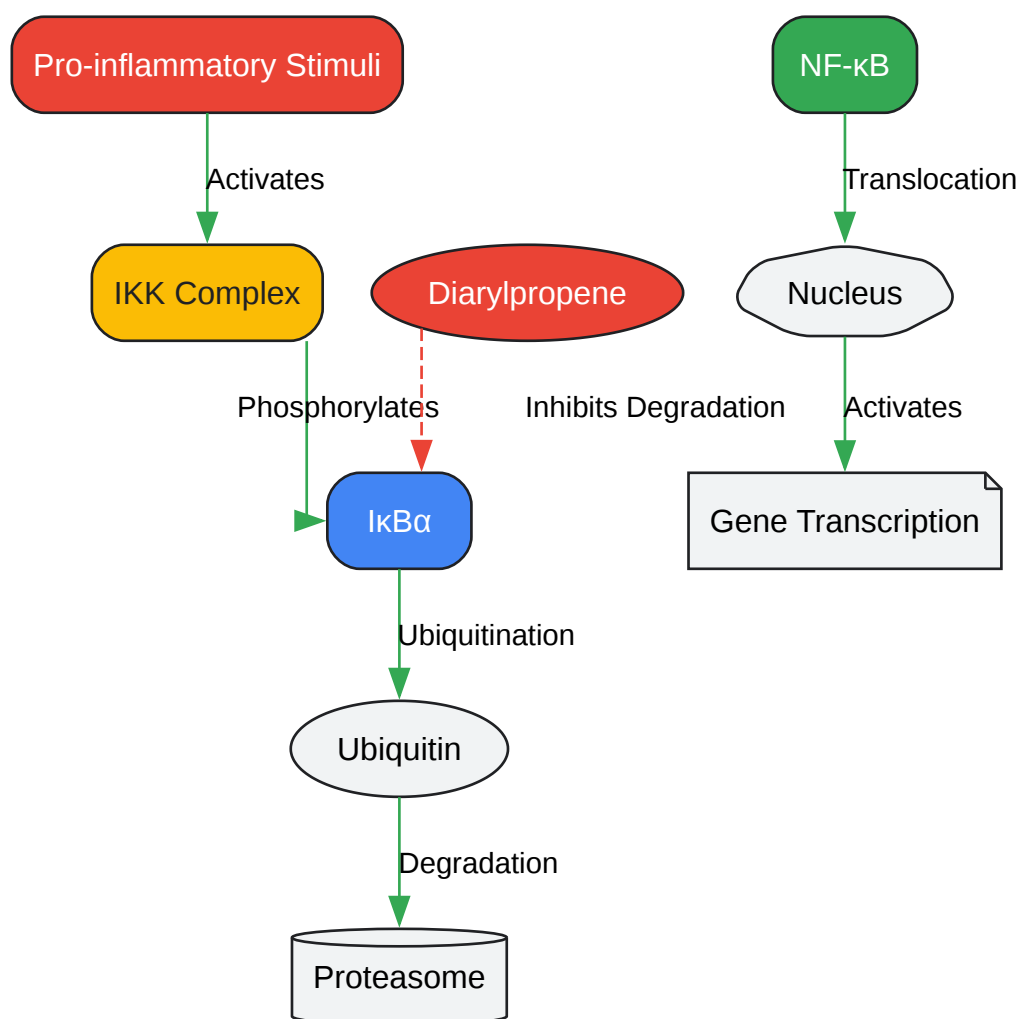 Pro-inflammatory Stimuli
NF-κB
Activates
Translocation
IKK Complex
Diarylpropene
Nucleus
Phosphorylates
Inhibits Degradation
Activates
IκBα
Gene Transcription
Ubiquitination
Ubiquitin
Degradation
Proteasome